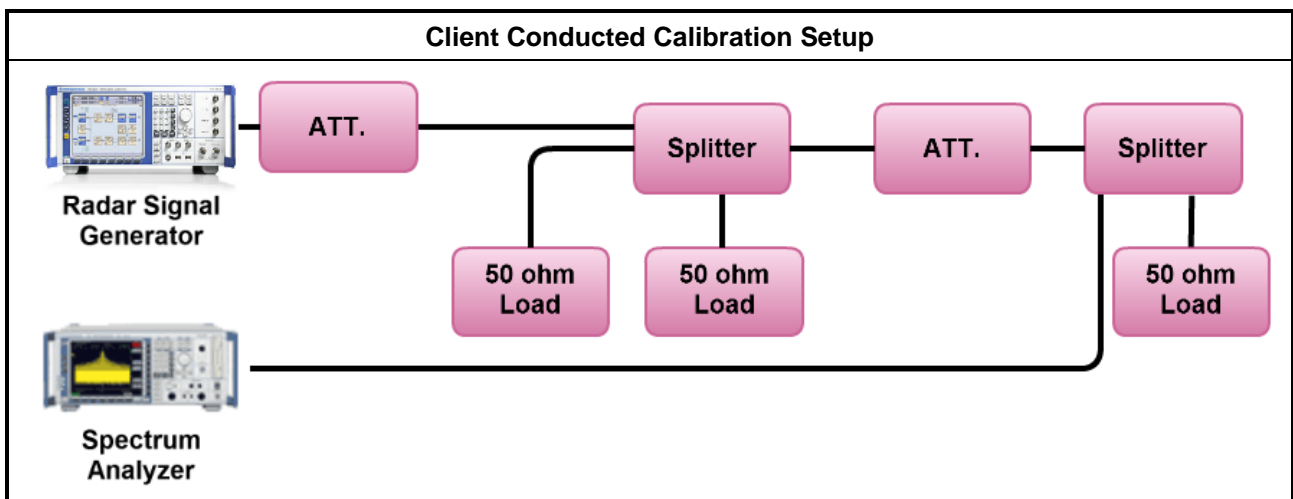 Client Conducted Calibration Setup
ATT.
Splitter
ATT.
Splitter
Radar Signal
Generator
50 ohm
Load
50 ohm
Load
50 ohm
Load
Spectrum
Analyzer